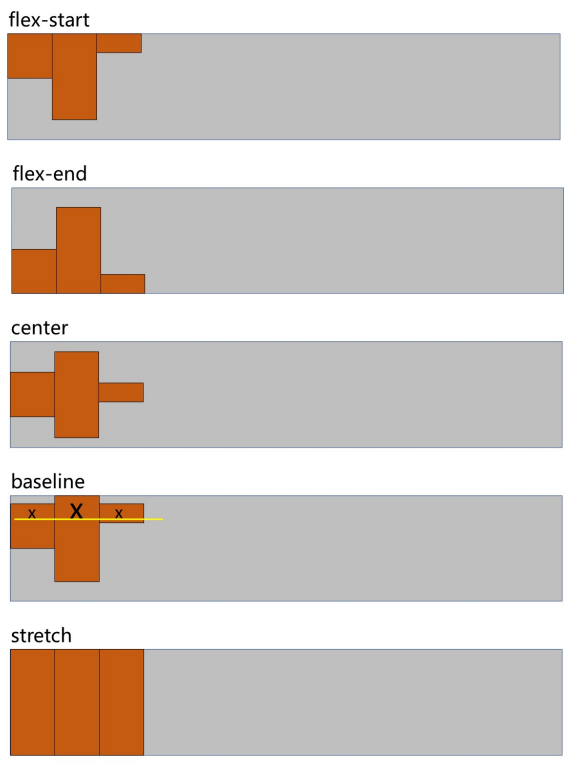 flex-start
flex-end
center
baseline
x X x
stretch